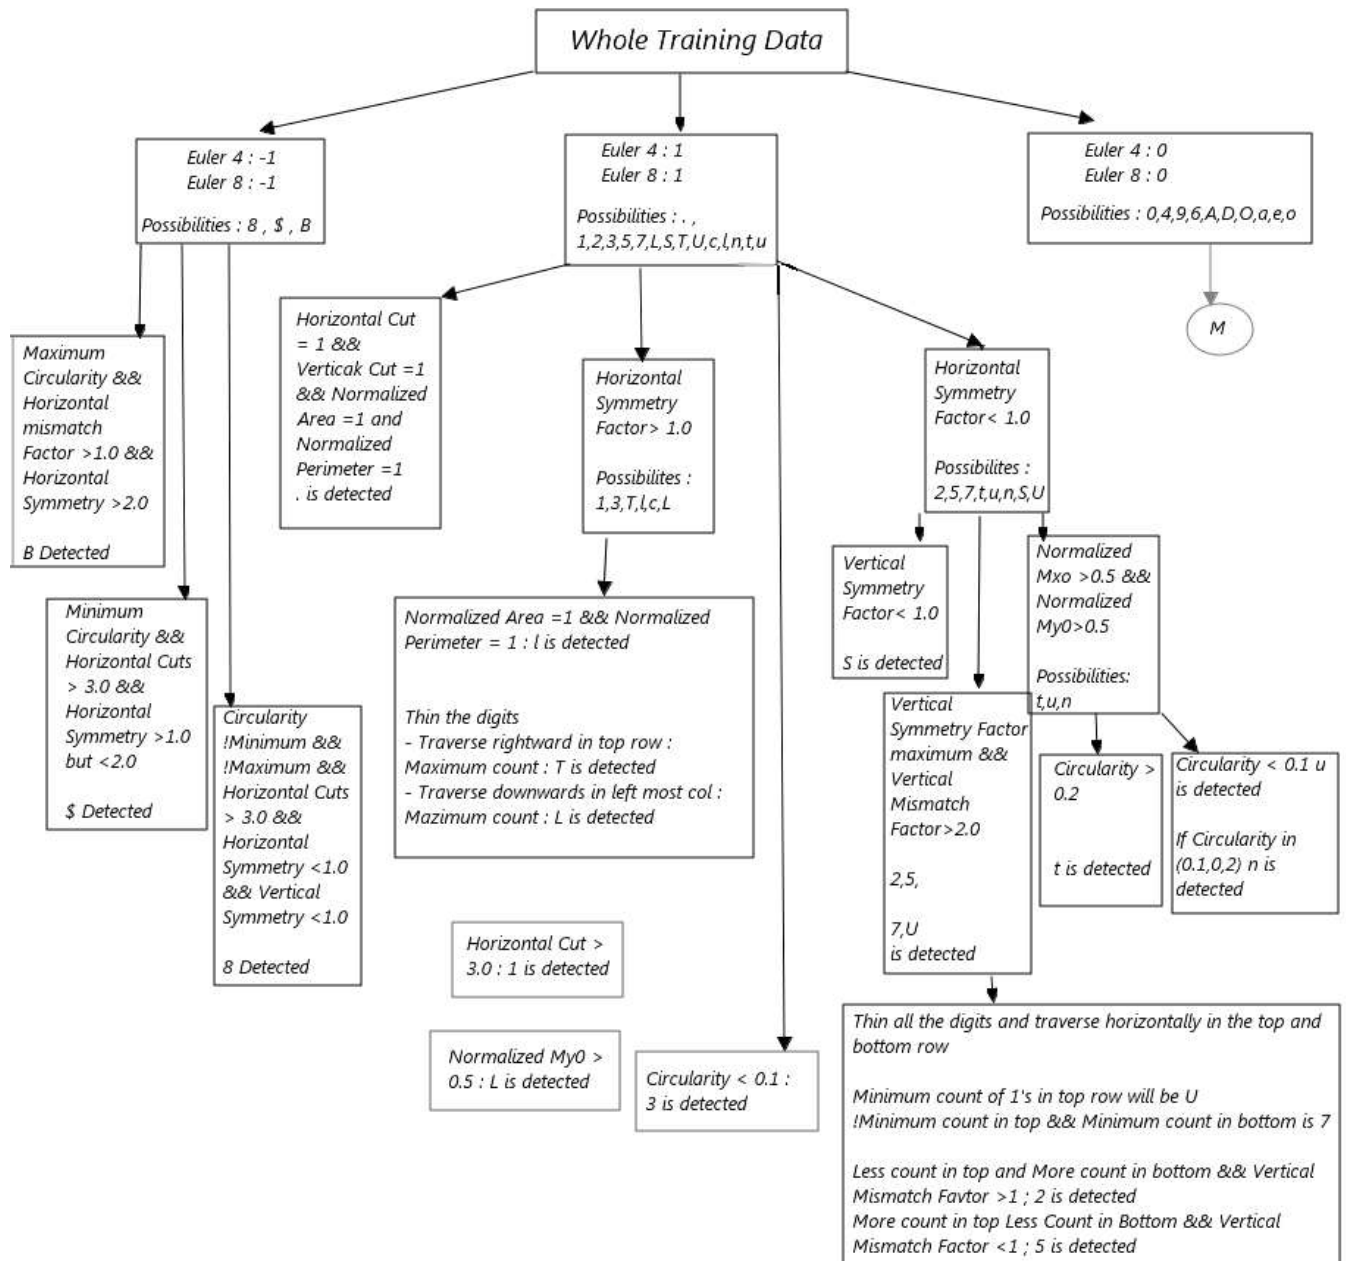 Whole Training Data
Euler 4 : -1
Euler 8 : -1
Possibilities : 8 , $ , B
Euler 4 : 1
Euler 8 : 1
Possibilities : . ,
1,2,3,5,7,L,S,T,U,c,l,n,t,u
Euler 4 : 0
Euler 8 : 0
Possibilities : 0,4,9,6,A,D,O,a,e,o
M
Maximum
Circularity &&
Horizontal
mismatch
Factor >1.0 &&
Horizontal
Symmetry >2.0
B Detected
Minimum
Circularity &&
Horizontal Cuts
> 3.0 &&
Horizontal
Symmetry >1.0
but <2.0
$ Detected
Circularity
!Minimum &&
!Maximum &&
Horizontal Cuts
> 3.0 &&
Horizontal
Symmetry <1.0
&& Vertical
Symmetry <1.0
8 Detected
Horizontal Cut
= 1 &&
Verticak Cut =1
&& Normalized
Area =1 and
Normalized
Perimeter =1
. is detected
Horizontal
Symmetry
Factor> 1.0
Possibilites :
1,3,T,l,c,L
Normalized Area =1 && Normalized
Perimeter = 1 : l is detected
Thin the digits
- Traverse rightward in top row :
Maximum count : T is detected
- Traverse downwards in left most col :
Mazimum count : L is detected
Horizontal Cut >
3.0 : 1 is detected
Normalized My0 >
0.5 : L is detected
Circularity < 0.1 :
3 is detected
Horizontal
Symmetry
Factor< 1.0
Possibilites :
2,5,7,t,u,n,S,U
Vertical
Symmetry
Factor< 1.0
S is detected
Vertical
Symmetry Factor
maximum &&
Vertical
Mismatch
Factor>2.0
2,5,
7,U
is detected
Normalized
Mxo >0.5 &&
Normalized
My0>0.5
Possibilities:
t,u,n
Circularity >
0.2
t is detected
Circularity < 0.1 u
is detected
If Circularity in
(0.1,0,2) n is
detected
Thin all the digits and traverse horizontally in the top and
bottom row
Minimum count of 1's in top row will be U
!Minimum count in top && Minimum count in bottom is 7
Less count in top and More count in bottom && Vertical
Mismatch Favtor >1 ; 2 is detected
More count in top Less Count in Bottom && Vertical
Mismatch Factor <1 ; 5 is detected